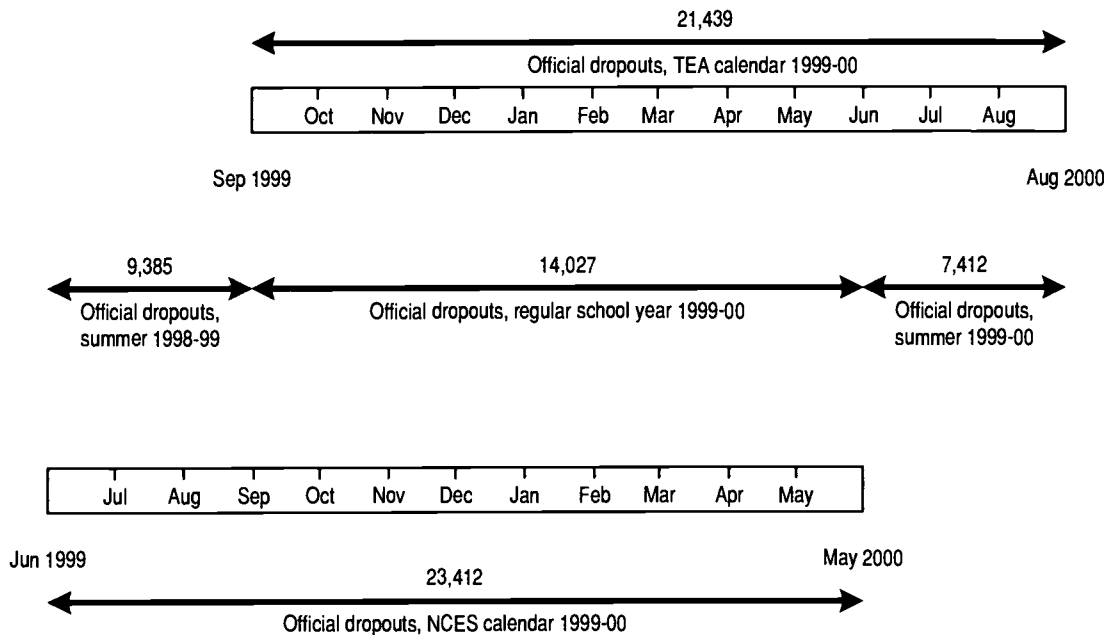 21,439
Official dropouts, TEA calendar 1999-00
Oct Nov Dec Jan Feb Mar Apr May Jun Jul Aug
Sep 1999 Aug 2000
9,385 14,027 7,412
Official dropouts, Official dropouts, regular school year 1999-00 Official dropouts,
summer 1998-99 summer 1999-00
Jul Aug Sep Oct Nov Dec Jan Feb Mar Apr May
Jun 1999 May 2000
23,412
Official dropouts, NCES calendar 1999-00